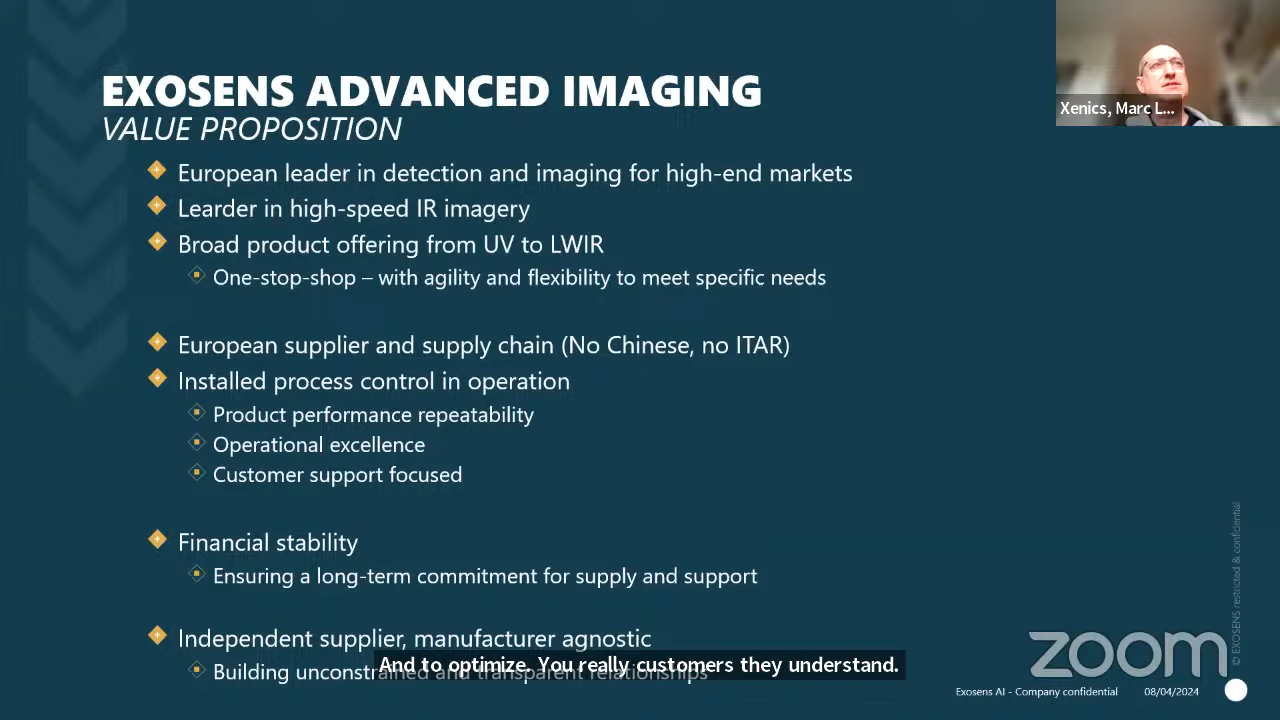 EXOSENS ADVANCED IMAGING
VALUE PROPOSITION
European leader in detection and imaging for high-end markets
Learder in high-speed IR imagery
Broad product offering from UV to LWIR
One-stop-shop – with agility and flexibility to meet specific needs
European supplier and supply chain (No Chinese, no ITAR)
Installed process control in operation
Product performance repeatability
Operational excellence
Customer support focused
Financial stability
Ensuring a long-term commitment for supply and support
Independent supplier, manufacturer agnostic
Building unconstrained and transparent relationships
And to optimize. You really customers they understand.
Xenics, Marc L...
© EXOSENS restricted & confidential
zoom
Exosens AI - Company confidential 08/04/2024